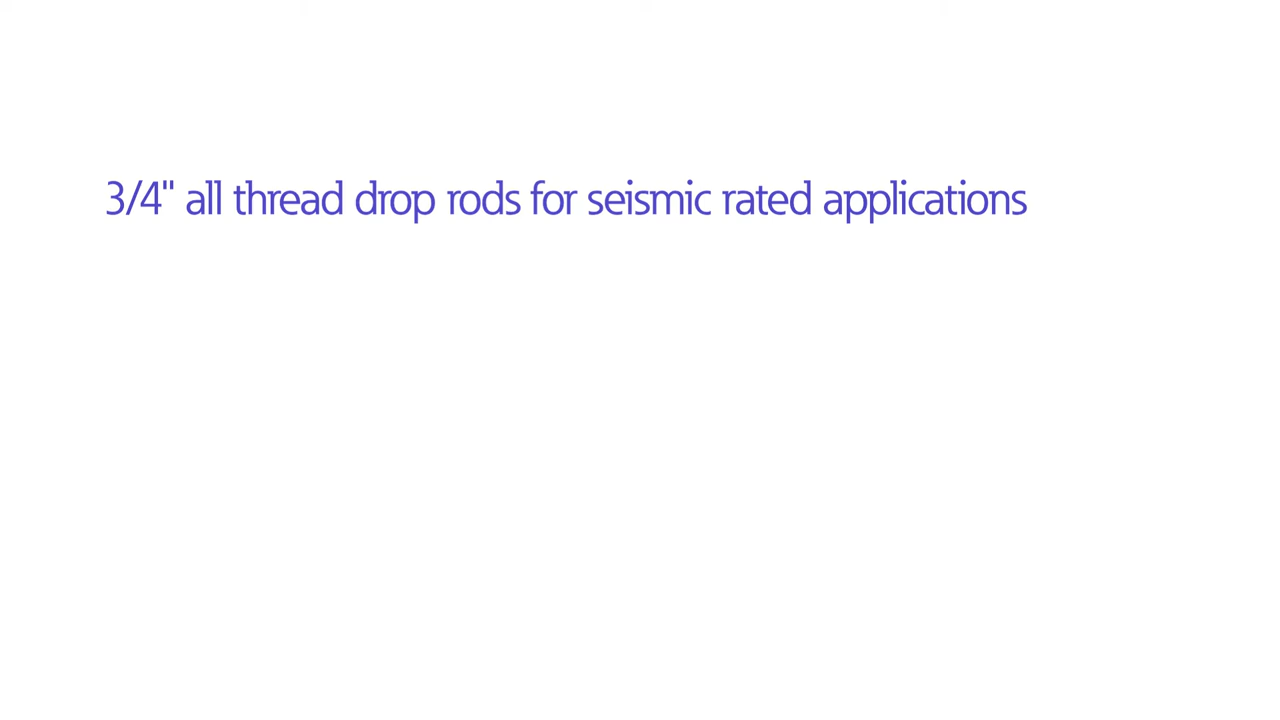 3/4" all thread drop rods for seismic rated applications